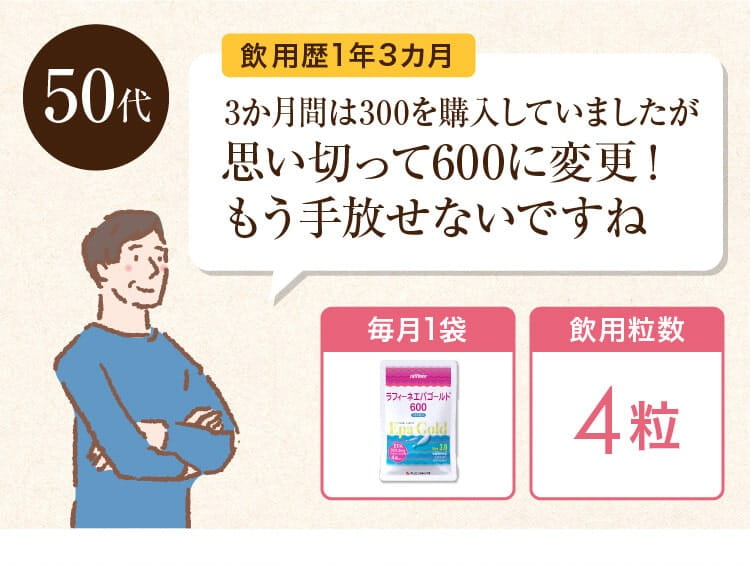 50代
飲用歴1年3カ月
3か月間は300を購入していましたが
思い切って600に変更！
もう手放せないですね
毎月1袋
ラフィーネエパゴールド
600
Epa Gold
飲用粒数
4粒